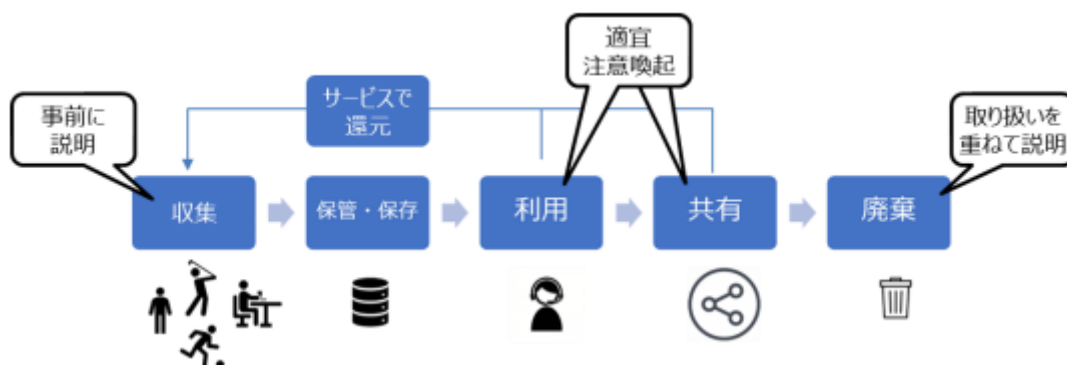 適宜
注意喚起
サービスで
還元
事前に
説明
取り扱いを
重ねて説明
収集
保管・保存
利用
共有
廃棄